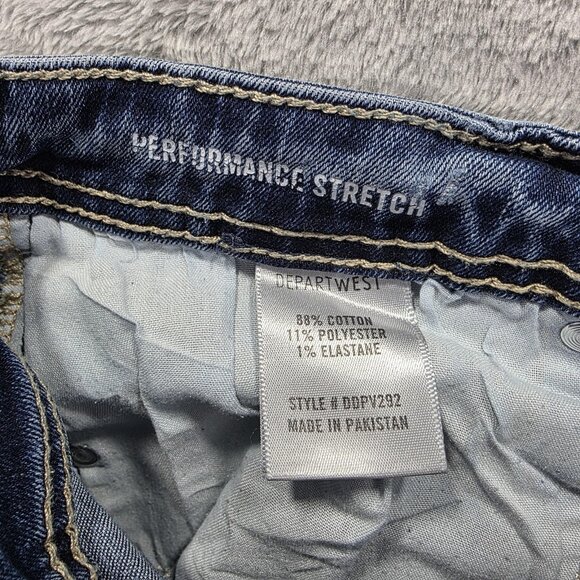 PERFORMANCE STRETCH
DEPARTWEST
88% COTTON
11% POLYESTER
1% ELASTANE
STYLE # DDPV292
MADE IN PAKISTAN